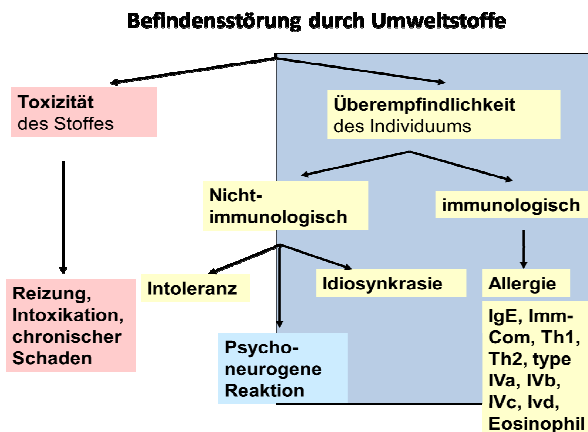 Befindensstörung durch Umweltstoffe
Toxizität
des Stoffes
Überempfindlichkeit
des Individuums
Nicht-
immunologisch
immunologisch
Reizung,
Intoxikation,
chronischer
Schaden
Intoleranz
Idiosynkrasie
Allergie
Psycho-
neurogene
Reaktion
IgE, Imm-
Com, Th1,
Th2, type
IVa, IVb,
IVc, Ivd,
Eosinophil